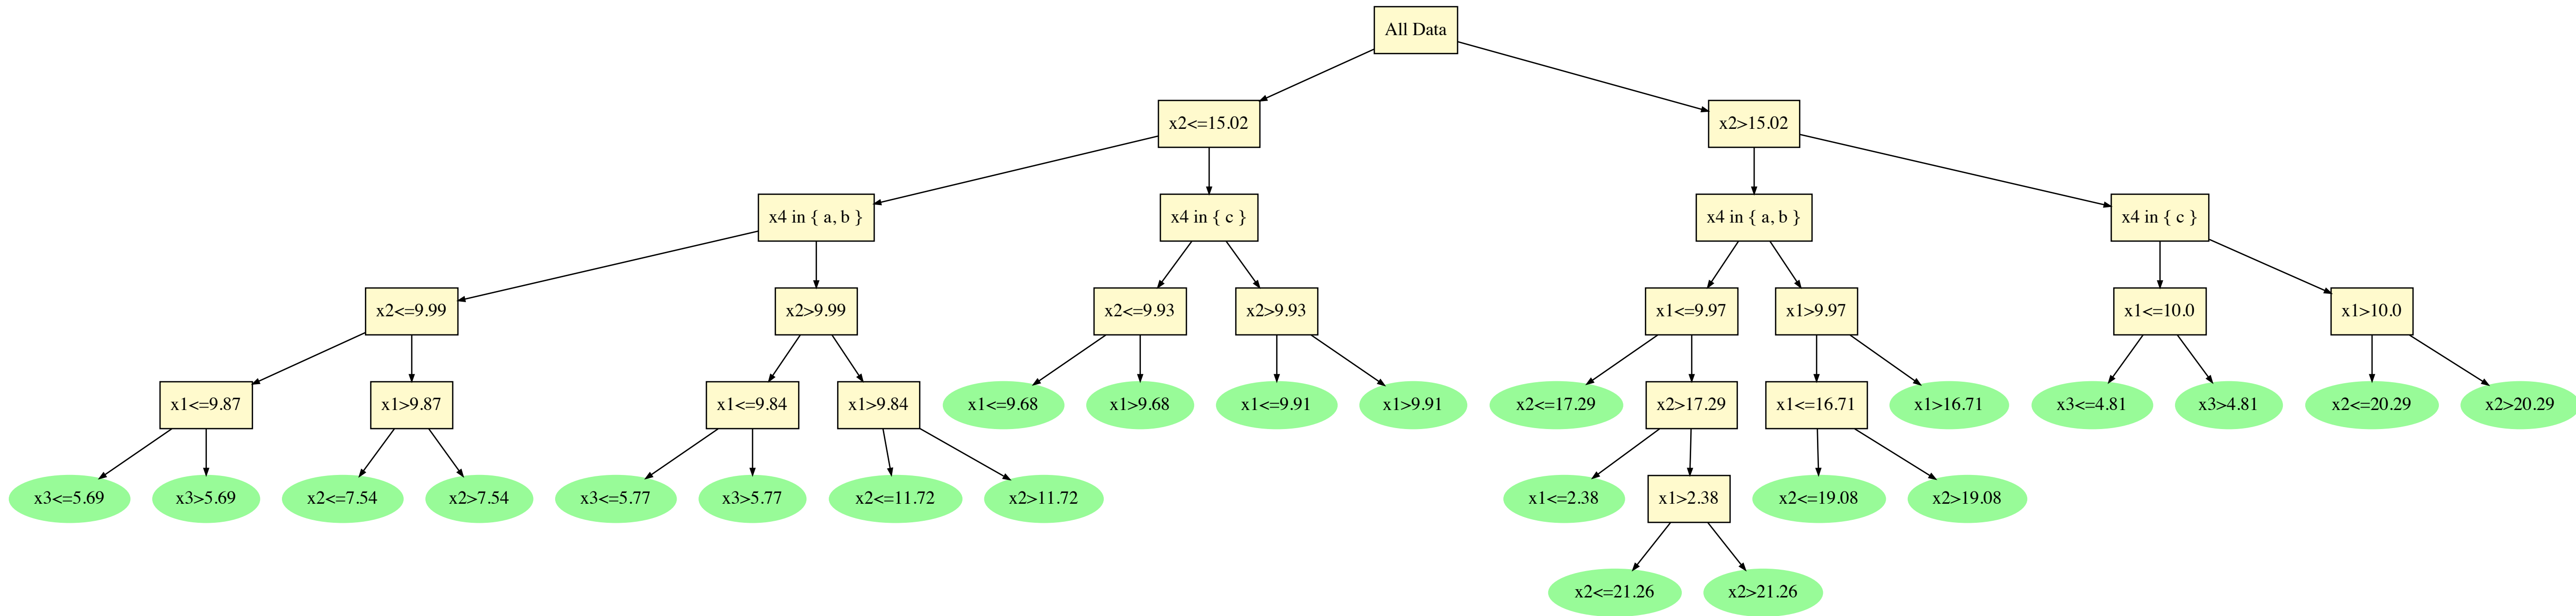 All Data
x2<=15.02
x2>15.02
x4 in { a, b }
x4 in { c }
x4 in { a, b }
x4 in { c }
x2<=9.99
x2>9.99
x2<=9.93
x2>9.93
x1<=9.97
x1>9.97
x1<=10.0
x1>10.0
x1<=9.87
x1>9.87
x1<=9.84
x1>9.84
x1<=9.68
x1>9.68
x1<=9.91
x1>9.91
x2<=17.29
x2>17.29
x1<=16.71
x1>16.71
x3<=4.81
x3>4.81
x2<=20.29
x2>20.29
x3<=5.69
x3>5.69
x2<=7.54
x2>7.54
x3<=5.77
x3>5.77
x2<=11.72
x2>11.72
x1<=2.38
x1>2.38
x2<=19.08
x2>19.08
x2<=21.26
x2>21.26